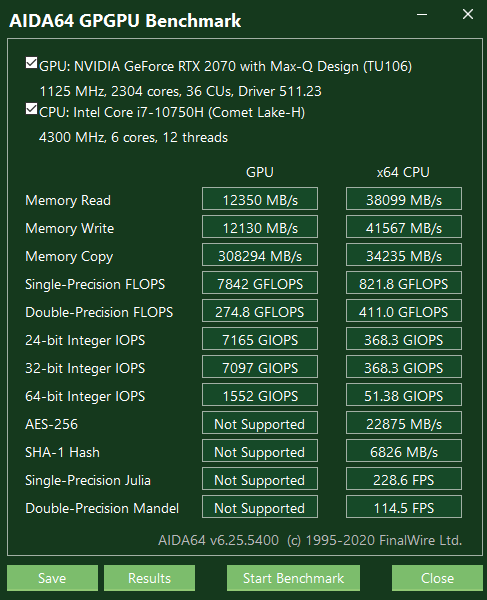 AIDA64 GPGPU Benchmark
GPU: NVIDIA GeForce RTX 2070 with Max-Q Design (TU106)
1125 MHz, 2304 cores, 36 CUs, Driver 511.23
CPU: Intel Core i7-10750H (Comet Lake-H)
4300 MHz, 6 cores, 12 threads
GPU x64 CPU
Memory Read 12350 MB/s 38099 MB/s
Memory Write 12130 MB/s 41567 MB/s
Memory Copy 308294 MB/s 34235 MB/s
Single-Precision FLOPS 7842 GFLOPS 821.8 GFLOPS
Double-Precision FLOPS 274.8 GFLOPS 411.0 GFLOPS
24-bit Integer IOPS 7165 GIOPS 368.3 GIOPS
32-bit Integer IOPS 7097 GIOPS 368.3 GIOPS
64-bit Integer IOPS 1552 GIOPS 51.38 GIOPS
AES-256 Not Supported 22875 MB/s
SHA-1 Hash Not Supported 6826 MB/s
Single-Precision Julia Not Supported 228.6 FPS
Double-Precision Mandel Not Supported 114.5 FPS
AIDA64 v6.25.5400 (c) 1995-2020 FinalWire Ltd.
Save Results Start Benchmark Close